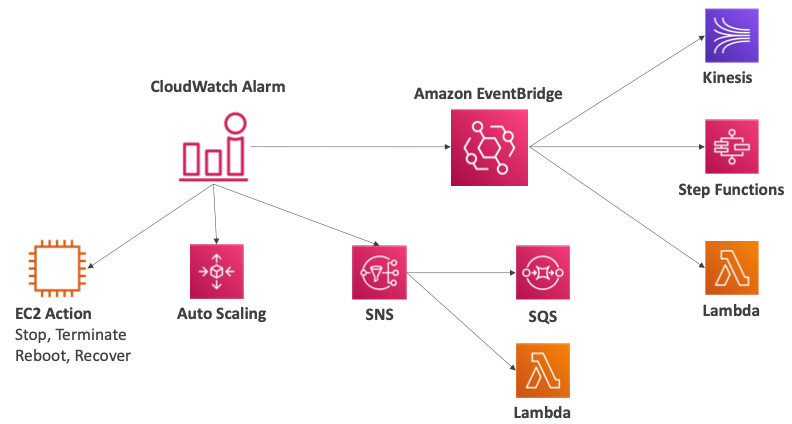 CloudWatch Alarm
Amazon EventBridge
Kinesis
Step Functions
Lambda
EC2 Action
Stop, Terminate
Reboot, Recover
Auto Scaling
SNS
SQS
Lambda